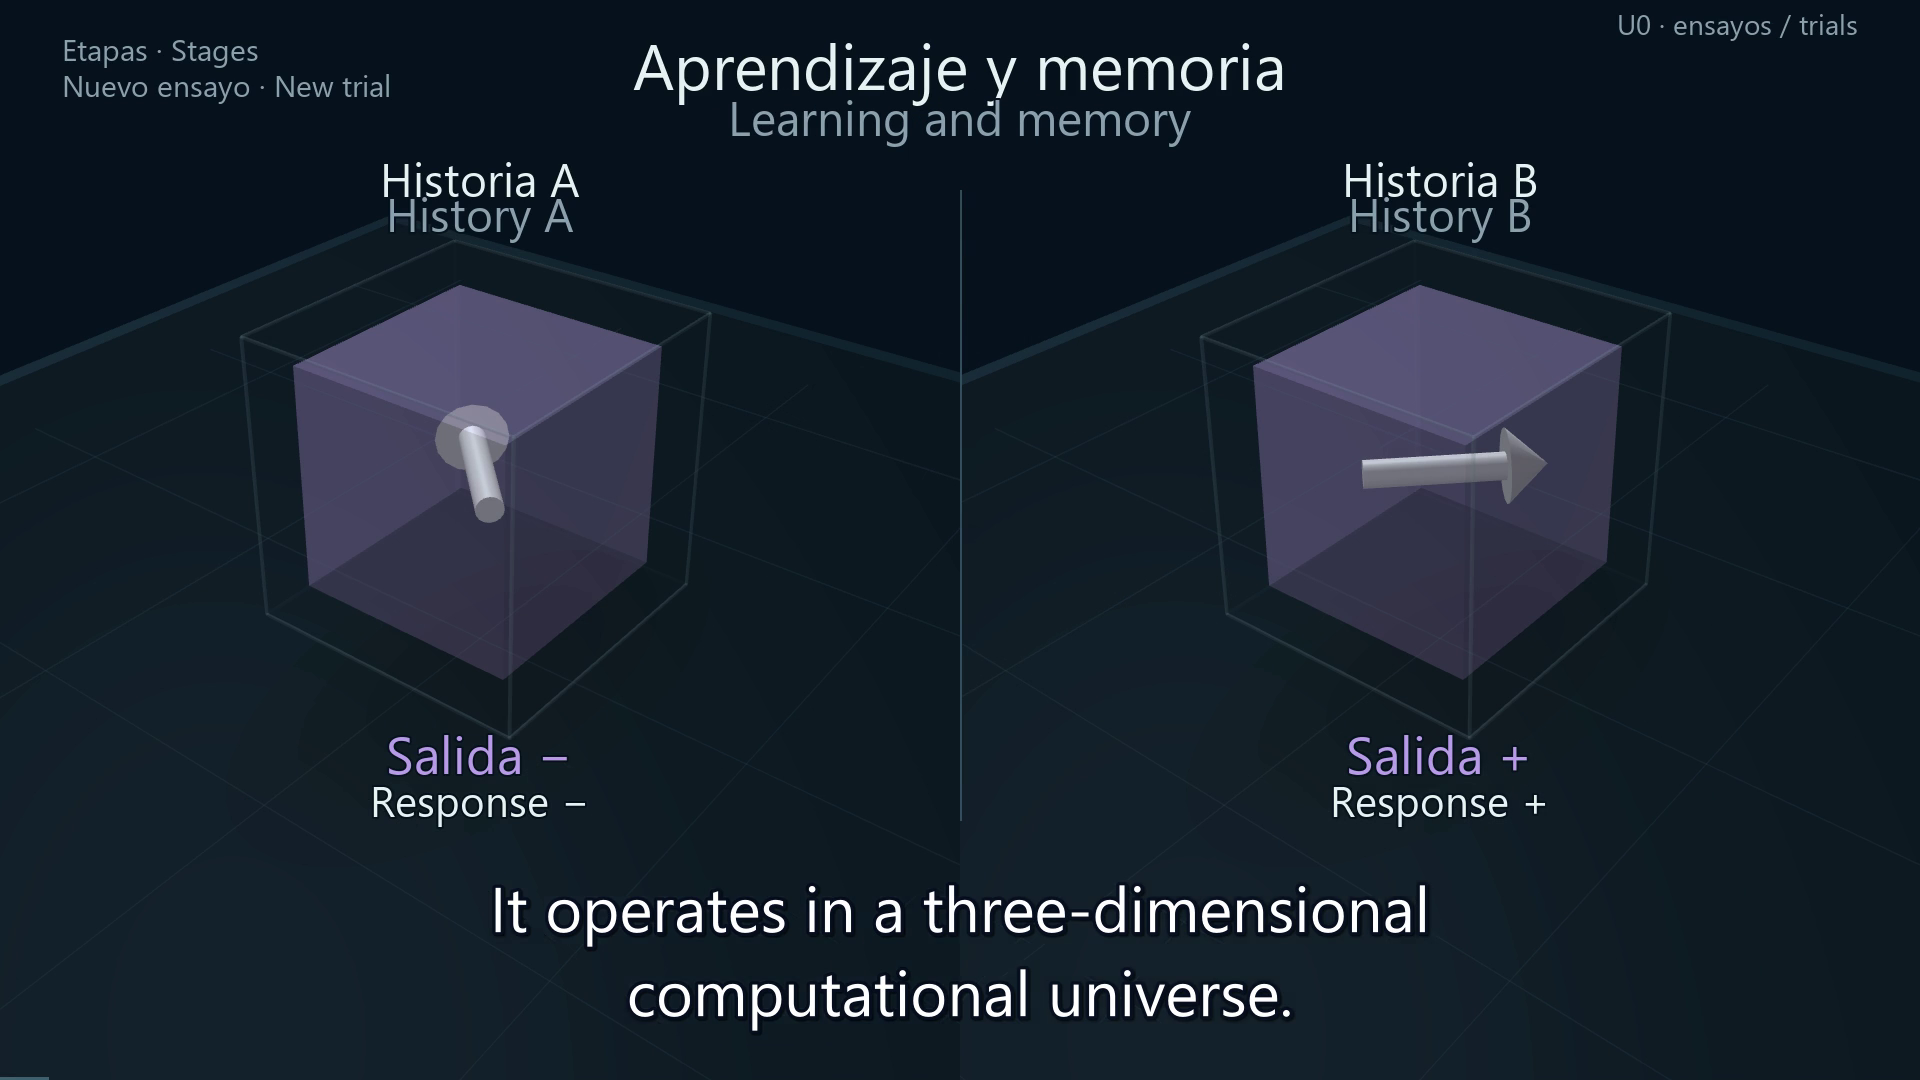 Etapas · Stages
Nuevo ensayo · New trial
U0 · ensayos / trials
Aprendizaje y memoria
Learning and memory
Historia A
History A
Historia B
History B
Salida −
Response −
Salida +
Response +
It operates in a three-dimensional
computational universe.